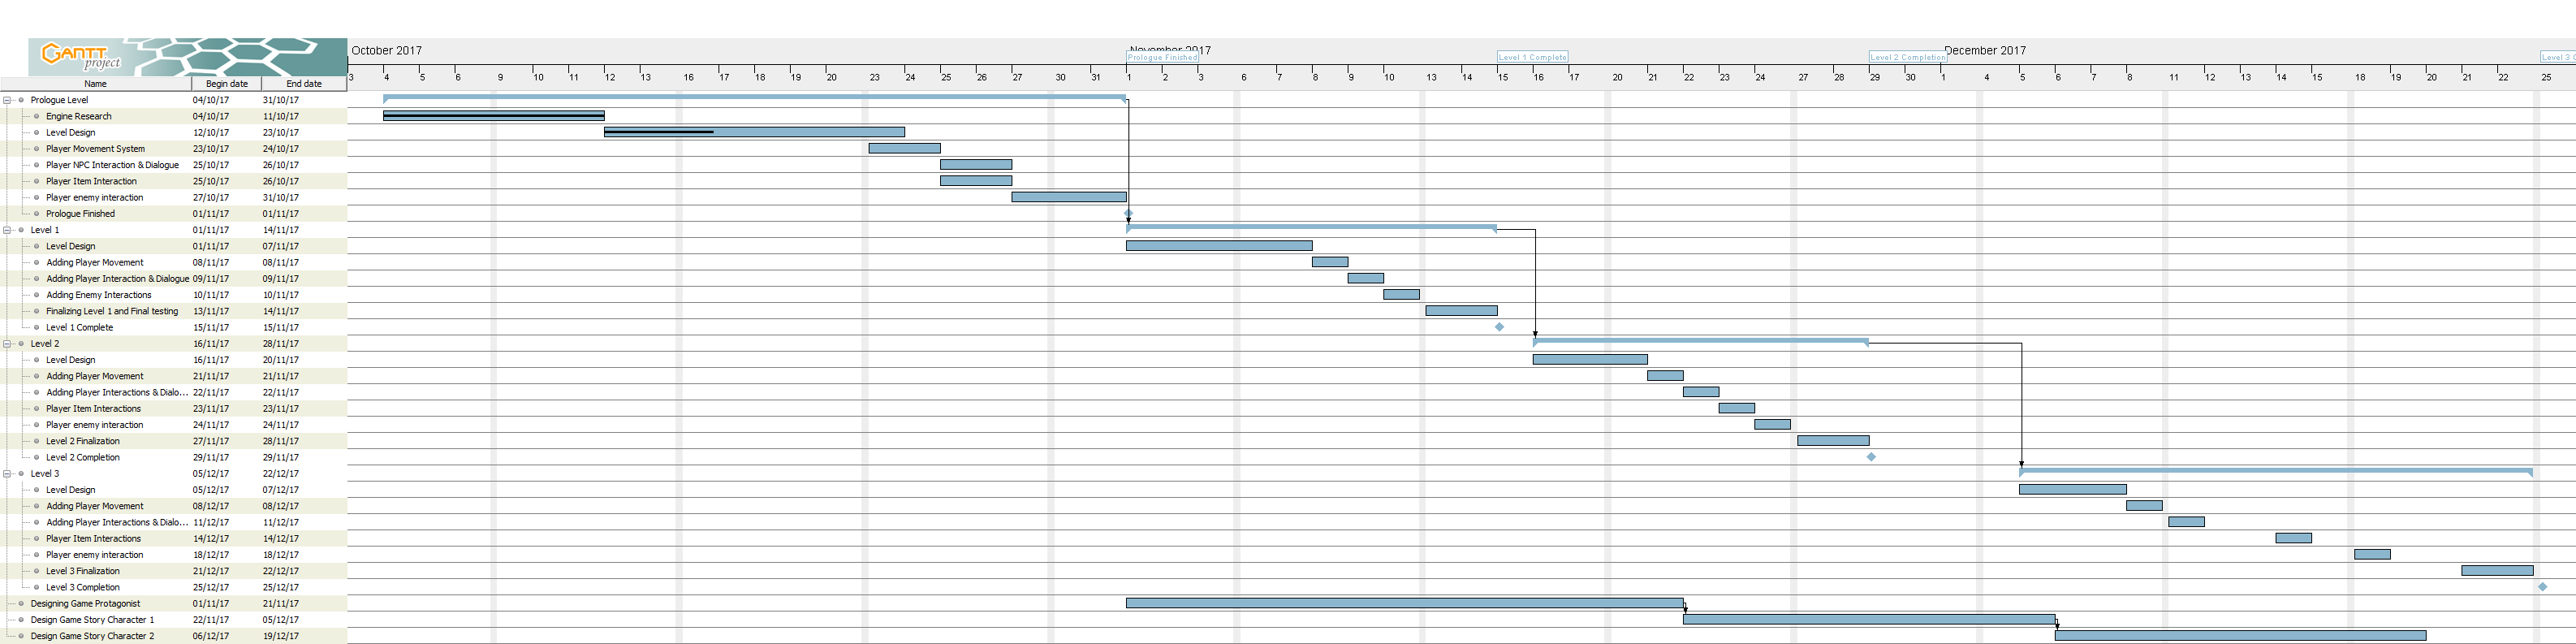 October 2017 November 2017 December 2017
GANTT project
Prologue Finished Level 1 Complete Level 2 Completion Level 3 C
3 4 5 6 9 10 11 12 13 16 17 18 19 20 23 24 25 26 27 30 31 1 2 3 6 7 8 9 10 13 14 15 16 17 20 21 22 23 24 27 28 29 30 1 4 5 6 7 8 11 12 13 14 15 18 19 20 21 22 25
Name Begin date End date
Prologue Level 04/10/17 31/10/17
Engine Research 04/10/17 11/10/17
Level Design 12/10/17 23/10/17
Player Movement System 23/10/17 24/10/17
Player NPC Interaction & Dialogue 25/10/17 26/10/17
Player Item Interaction 25/10/17 26/10/17
Player enemy interaction 27/10/17 31/10/17
Prologue Finished 01/11/17 01/11/17
Level 1 01/11/17 14/11/17
Level Design 01/11/17 07/11/17
Adding Player Movement 08/11/17 08/11/17
Adding Player Interaction & Dialogue 09/11/17 09/11/17
Adding Enemy Interactions 10/11/17 10/11/17
Finalizing Level 1 and Final testing 13/11/17 14/11/17
Level 1 Complete 15/11/17 15/11/17
Level 2 16/11/17 28/11/17
Level Design 16/11/17 20/11/17
Adding Player Movement 21/11/17 21/11/17
Adding Player Interactions & Dialo... 22/11/17 22/11/17
Player Item Interactions 23/11/17 23/11/17
Player enemy interaction 24/11/17 24/11/17
Level 2 Finalization 27/11/17 28/11/17
Level 2 Completion 29/11/17 29/11/17
Level 3 05/12/17 22/12/17
Level Design 05/12/17 07/12/17
Adding Player Movement 08/12/17 08/12/17
Adding Player Interactions & Dialo... 11/12/17 11/12/17
Player Item Interactions 14/12/17 14/12/17
Player enemy interaction 18/12/17 18/12/17
Level 3 Finalization 21/12/17 22/12/17
Level 3 Completion 25/12/17 25/12/17
Designing Game Protagonist 01/11/17 21/11/17
Design Game Story Character 1 22/11/17 05/12/17
Design Game Story Character 2 06/12/17 19/12/17